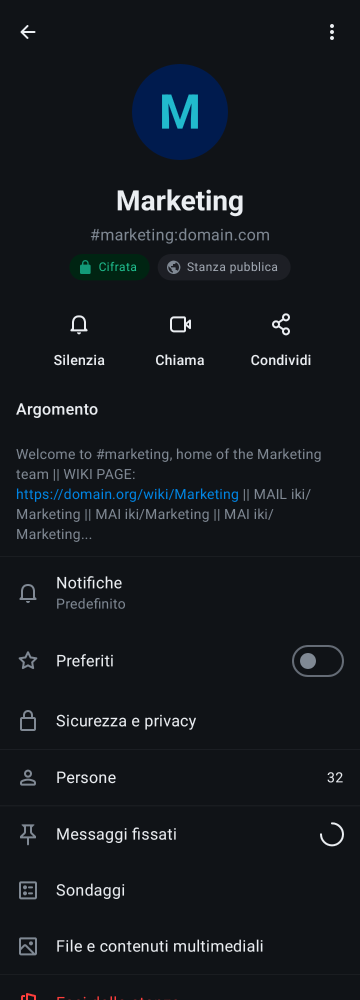 M
Marketing
#marketing:domain.com
Cifrata
Stanza pubblica
Silenzia
Chiama
Condividi
Argomento
Welcome to #marketing, home of the Marketing
team || WIKI PAGE:
https://domain.org/wiki/Marketing || MAIL iki/
Marketing || MAI iki/Marketing || MAI iki/
Marketing...
Notifiche
Predefinito
Preferiti
Sicurezza e privacy
Persone 32
Messaggi fissati
Sondaggi
File e contenuti multimediali